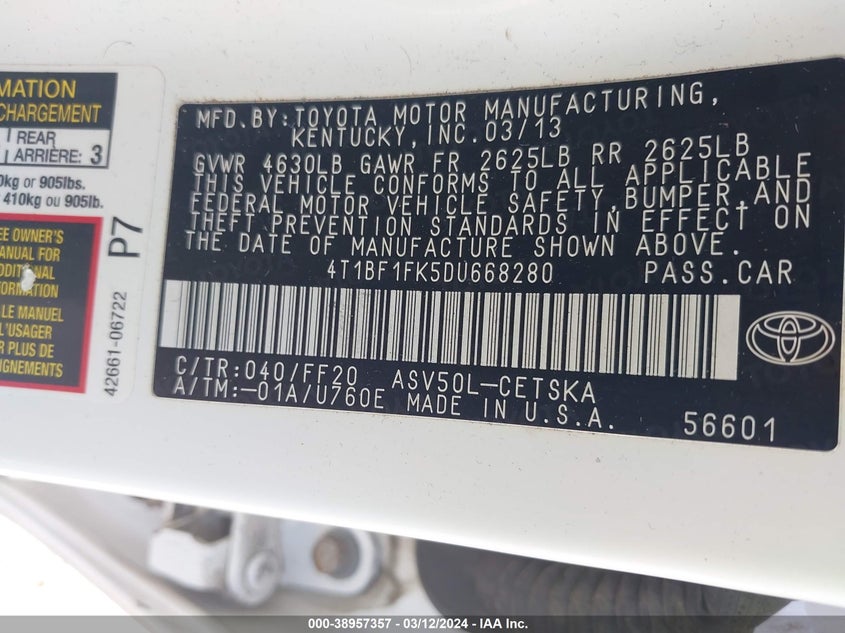 MATION
CHARGEMENT
REAR
ARRIÈRE: 3
0kg or 905lbs.
410kg ou 905lb.
EE OWNER'S
MANUAL FOR
ADDITIONAL
FORMATION
LE MANUEL
L'USAGER
R PLUS DE
EIGNEMENTS
P7
42661-06722
MFD.BY:TOYOTA MOTOR MANUFACTURING,
KENTUCKY,INC.03/13
GVWR 4630LB GAWR FR 2625LB RR 2625LB
THIS VEHICLE CONFORMS TO ALL APPLICABLE
FEDERAL MOTOR VEHICLE SAFETY,BUMPER,AND
THEFT PREVENTION STANDARDS IN EFFECT ON
THE DATE OF MANUFACTURE SHOWN ABOVE.
4T1BF1FK5DU668280 PASS.CAR
C/TR:040/FF20 ASV50L-CETSKA
A/TM:-01A/U760E MADE IN U.S.A.
56601
000-38957357 - 03/12/2024 - IAA Inc.